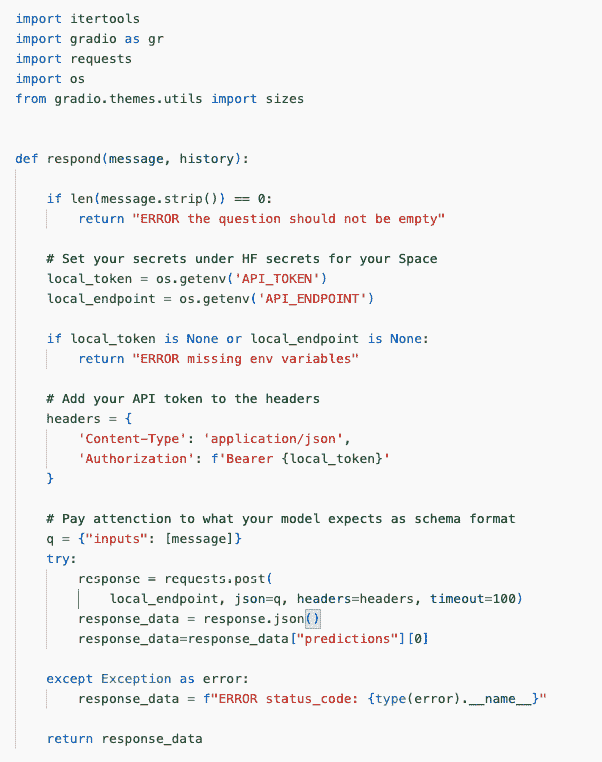 import itertools
import gradio as gr
import requests
import os
from gradio.themes.utils import sizes
def respond(message, history):
if len(message.strip()) == 0:
return "ERROR the question should not be empty"
# Set your secrets under HF secrets for your Space
local_token = os.getenv('API_TOKEN')
local_endpoint = os.getenv('API_ENDPOINT')
if local_token is None or local_endpoint is None:
return "ERROR missing env variables"
# Add your API token to the headers
headers = {
'Content-Type': 'application/json',
'Authorization': f'Bearer {local_token}'
}
# Pay attenction to what your model expects as schema format
q = {"inputs": [message]}
try:
response = requests.post(
local_endpoint, json=q, headers=headers, timeout=100)
response_data = response.json()
response_data=response_data["predictions"][0]
except Exception as error:
response_data = f"ERROR status_code: {type(error).__name__}"
return response_data